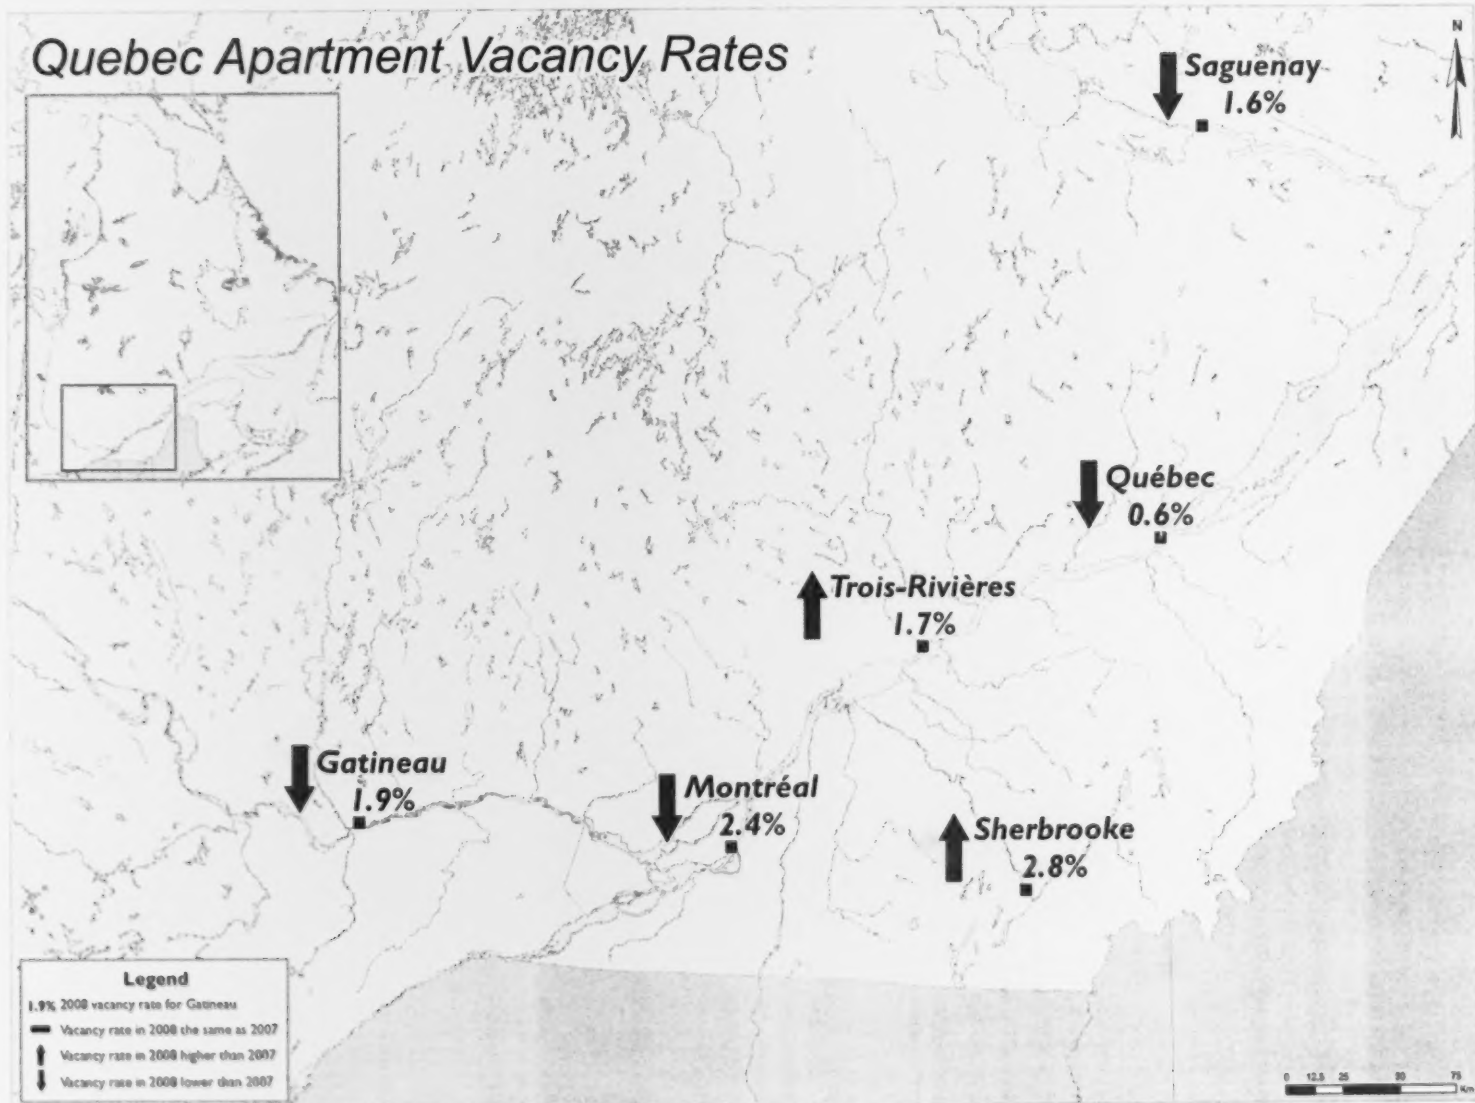 Quebec Apartment Vacancy Rates
N
Saguenay
1.6%
Québec
0.6%
Trois-Rivières
1.7%
Gatineau
1.9%
Montréal
2.4%
Sherbrooke
2.8%
Legend
1.9% 2008 vacancy rate for Gatineau
Vacancy rate in 2008 the same as 2007
Vacancy rate in 2008 higher than 2007
Vacancy rate in 2008 lower than 2007
0 12.5 25 50 75
Km